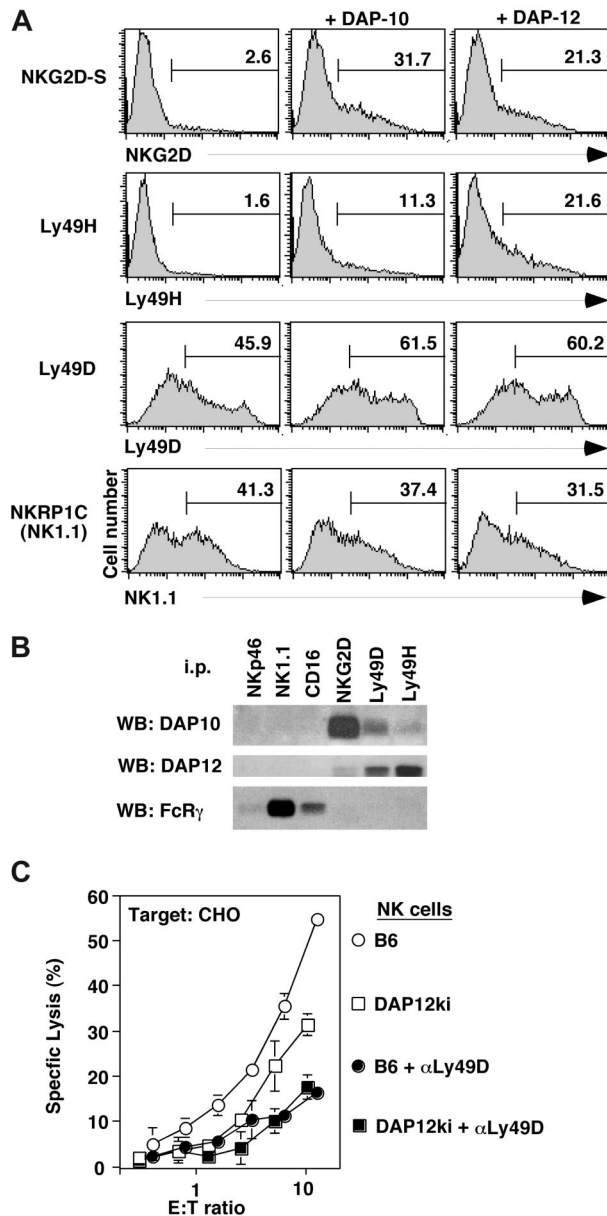 A
+ DAP-10
+ DAP-12
NKG2D-S
2.6
31.7
21.3
NKG2D
Ly49H
1.6
11.3
21.6
Ly49H
Ly49D
45.9
61.5
60.2
Ly49D
NKRP1C
(NK1.1)
Cell number
41.3
37.4
31.5
NK1.1
B
i.p.
NKp46
NK1.1
CD16
NKG2D
Ly49D
Ly49H
WB: DAP10
WB: DAP12
WB: FcRγ
C
Target: CHO
Specfic Lysis (%)
60
50
40
30
20
10
0
1
10
E:T ratio
NK cells
B6
DAP12ki
B6 + αLy49D
DAP12ki + αLy49D